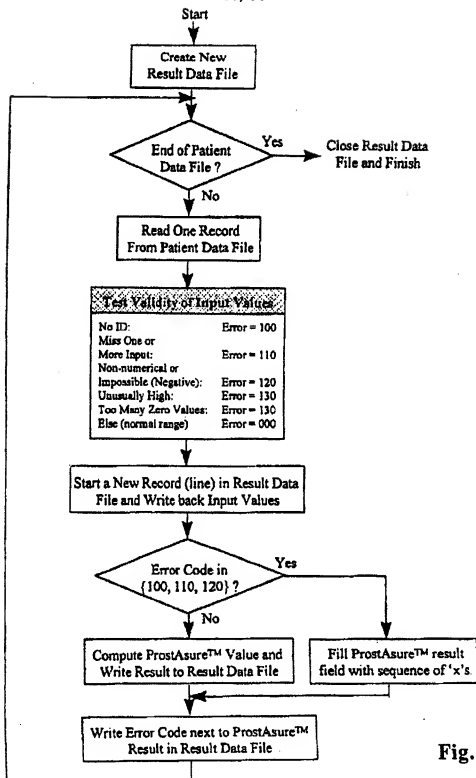 Start
Create New
Result Data File
End of Patient
Data File ?
Yes
Close Result Data
File and Finish
No
Read One Record
From Patient Data File
Test Validity of Input Values
No ID: Error = 100
Miss One or
More Input: Error = 110
Non-numerical or
Impossible (Negative): Error = 120
Unusually High: Error = 130
Too Many Zero Values: Error = 130
Else (normal range) Error = 000
Start a New Record (line) in Result Data
File and Write back Input Values
Error Code in
{100, 110, 120} ?
Yes
No
Compute ProstAsure™ Value and
Write Result to Result Data File
Fill ProstAsure™ result
field with sequence of 'x's.
Write Error Code next to ProstAsure™
Result in Result Data File
Fig.